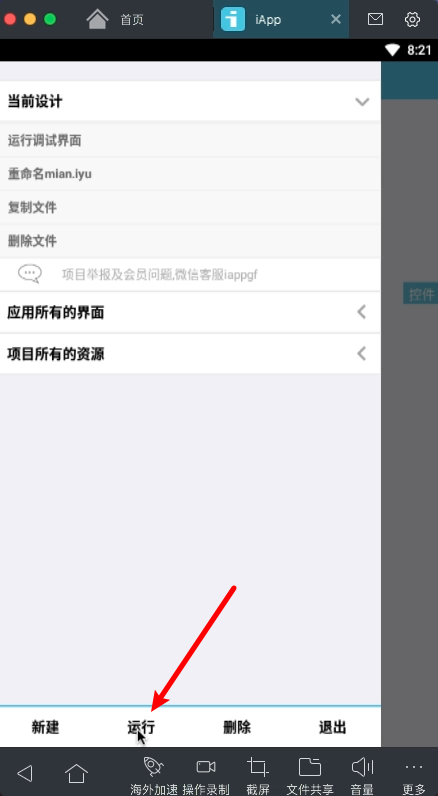 首页
iApp
8:21
当前设计
运行调试界面
重命名mian.iyu
复制文件
删除文件
项目举报及会员问题,微信客服iappgf
控件
应用所有的界面
项目所有的资源
新建 运行 删除 退出
海外加速 操作录制 截屏 文件共享 音量 更多